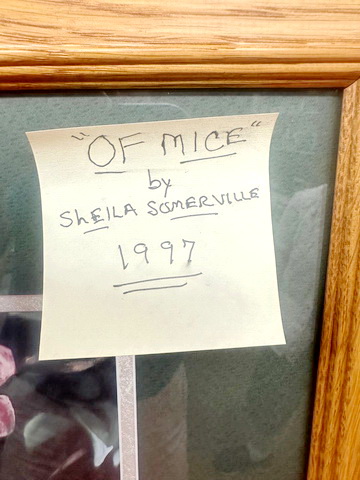 "OF MICE"
by
SHEILA SOMERVILLE
1997